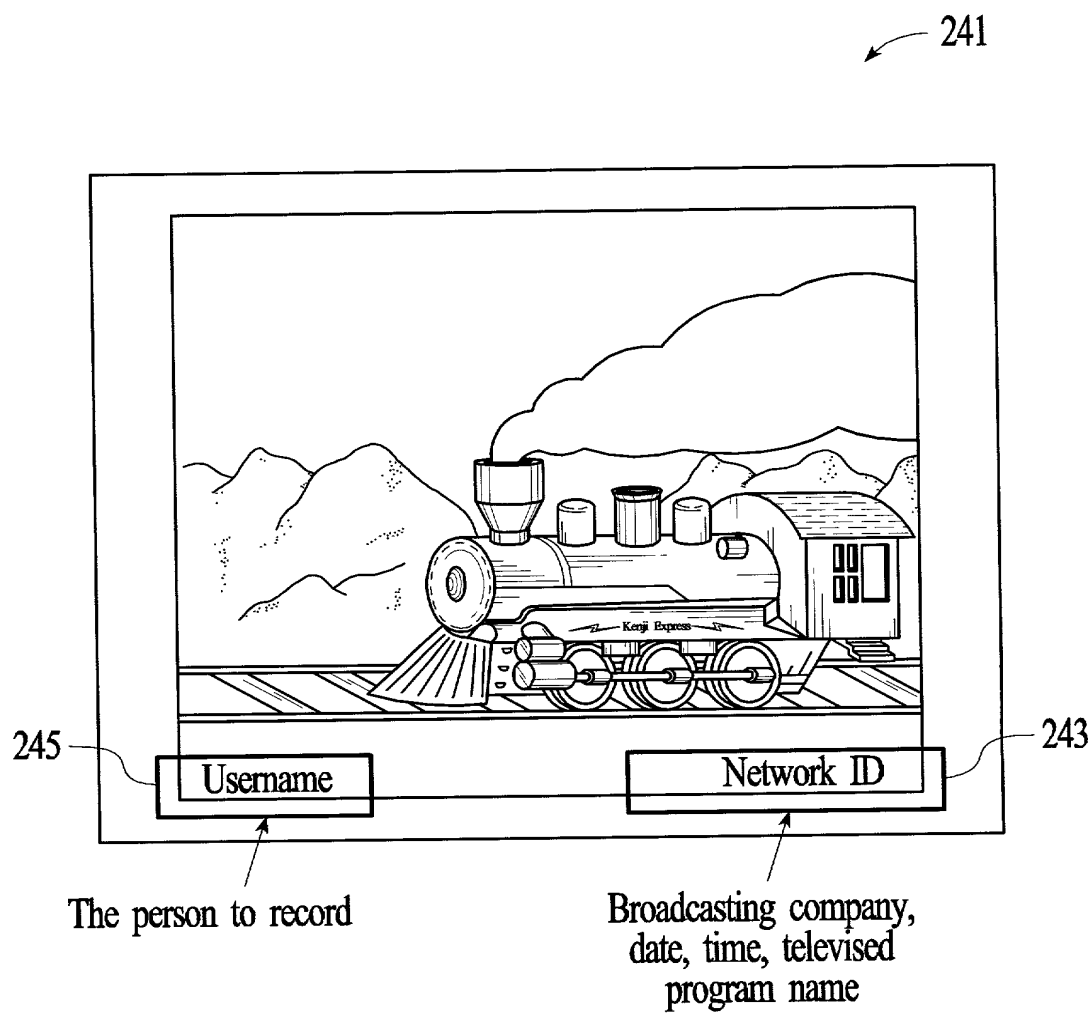 241
Kenji Express
245
Username
Network ID
243
The person to record
Broadcasting company,
date, time, televised
program name